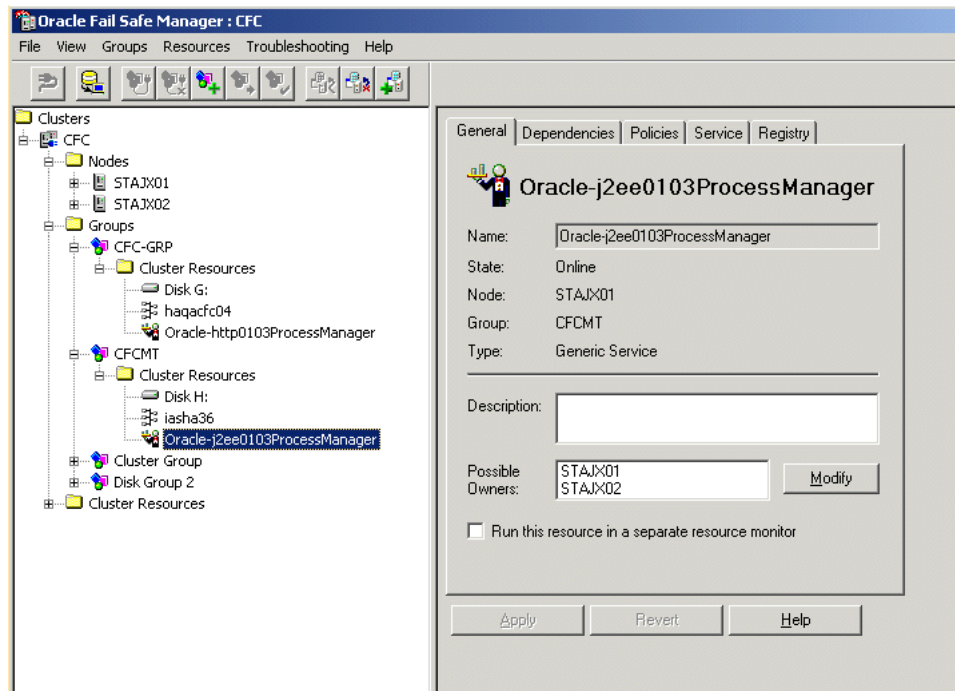 Oracle Fail Safe Manager : CFC
File View Groups Resources Troubleshooting Help
Clusters
CFC
Nodes
STAJX01
STAJX02
Groups
CFC-GRP
Cluster Resources
Disk G:
haqacfc04
Oracle-http0103ProcessManager
CFCMT
Cluster Resources
Disk H:
iasha36
Oracle-j2ee0103ProcessManager
Cluster Group
Disk Group 2
Cluster Resources
General Dependencies Policies Service Registry
Oracle-j2ee0103ProcessManager
Name: Oracle-j2ee0103ProcessManager
State: Online
Node: STAJX01
Group: CFCMT
Type: Generic Service
Description:
Possible Owners:
STAJX01
STAJX02
Modify
Run this resource in a separate resource monitor
Apply Revert Help